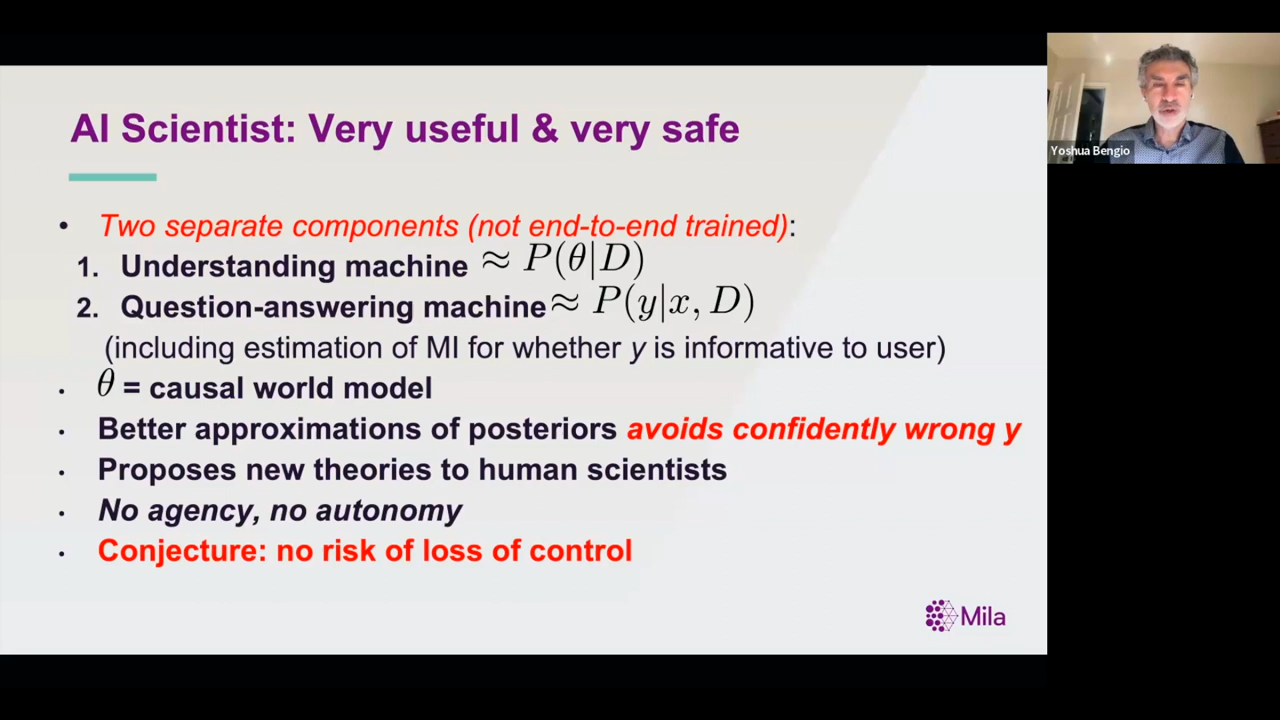 AI Scientist: Very useful & very safe
• Two separate components (not end-to-end trained):
1. Understanding machine ≈ P(θ|D)
2. Question-answering machine ≈ P(y|x, D)
(including estimation of MI for whether y is informative to user)
• θ = causal world model
• Better approximations of posteriors avoids confidently wrong y
• Proposes new theories to human scientists
• No agency, no autonomy
• Conjecture: no risk of loss of control
Mila
Yoshua Bengio